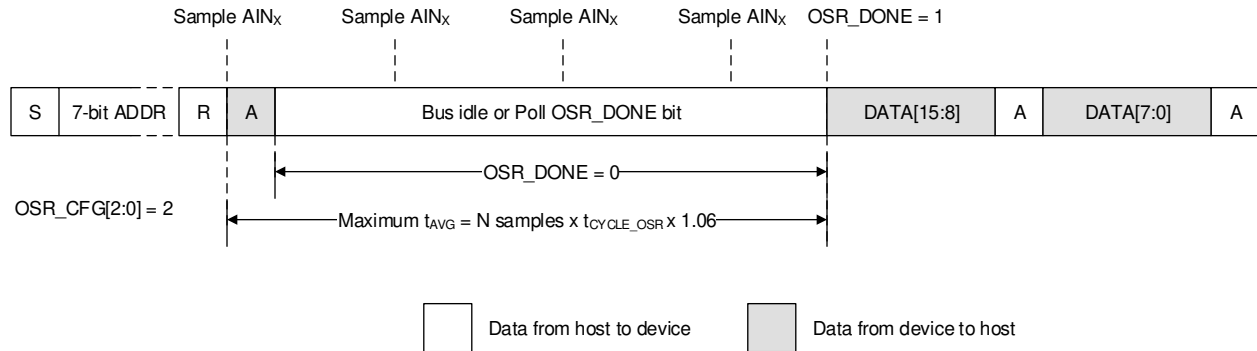 Sample AINX Sample AINX Sample AINX Sample AINX OSR_DONE = 1
S 7-bit ADDR R A Bus idle or Poll OSR_DONE bit DATA[15:8] A DATA[7:0] A
OSR_DONE = 0
OSR_CFG[2:0] = 2
Maximum tAVG = N samples x tCYCLE_OSR x 1.06
Data from host to device Data from device to host